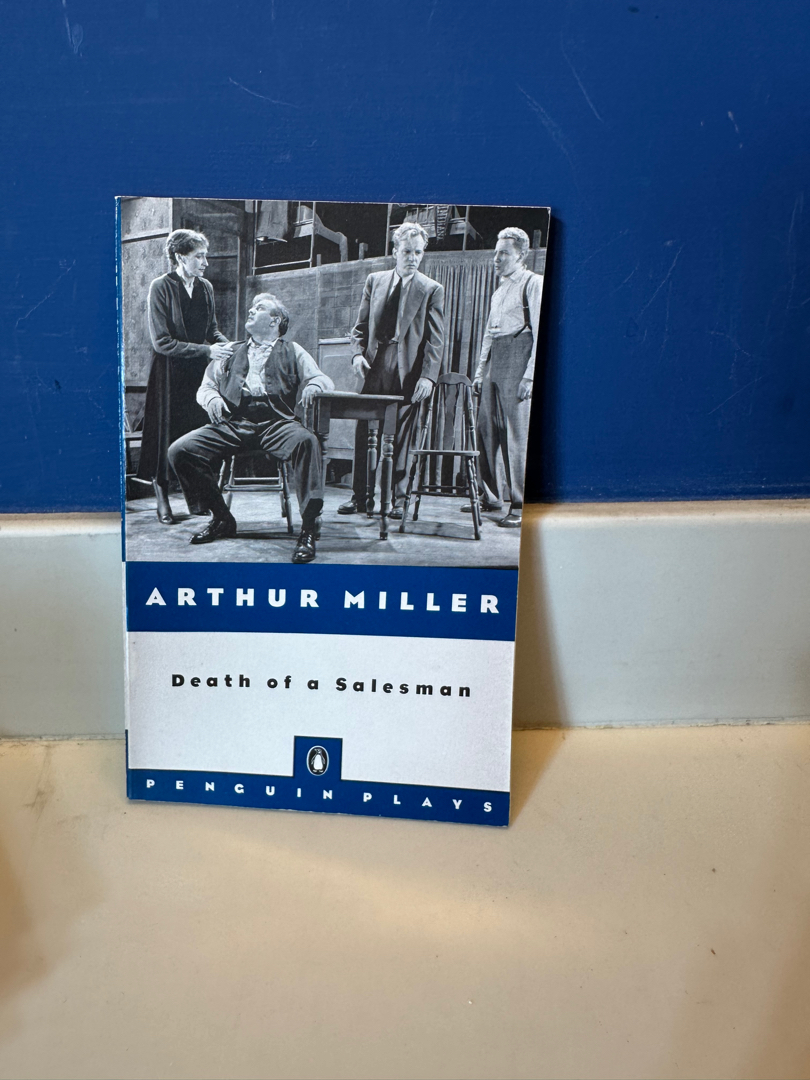 ARTHUR MILLER
Death of a Salesman
PENGUIN PLAYS